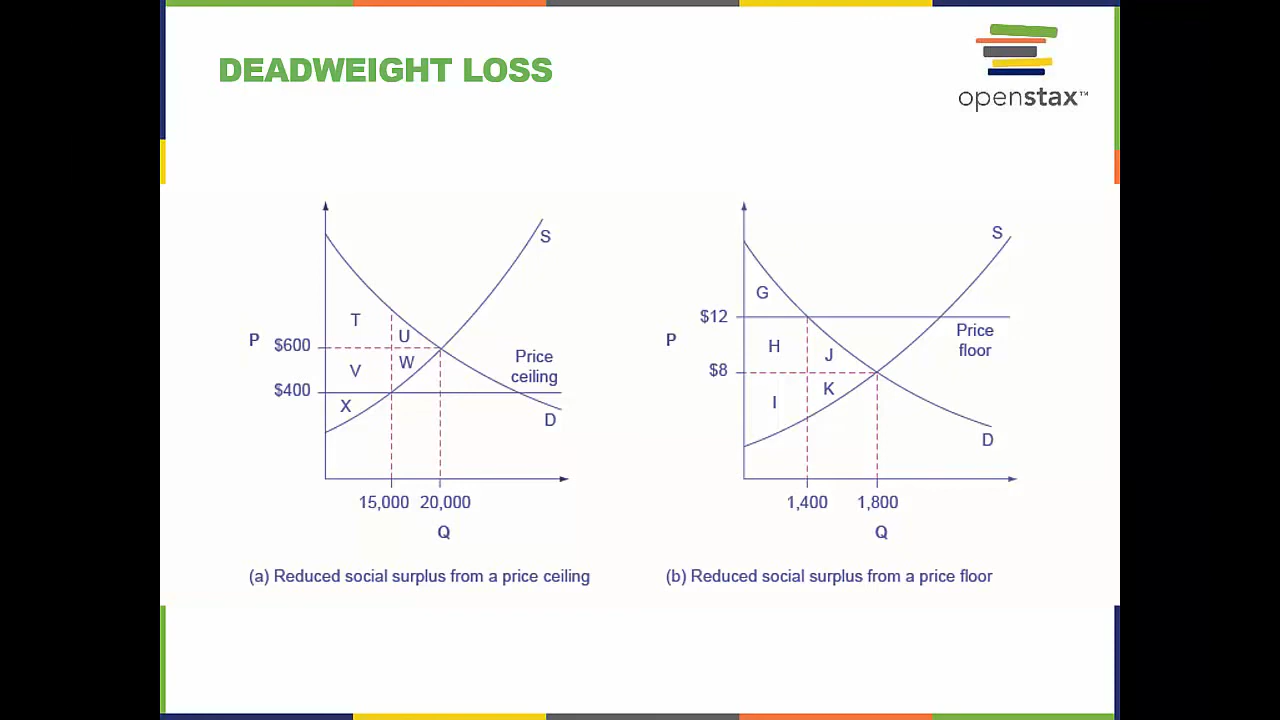 DEADWEIGHT LOSS
openstax™
S
T
U
P
$600
W
V
Price
ceiling
$400
X
D
15,000
20,000
Q
(a) Reduced social surplus from a price ceiling
S
G
$12
Price
floor
P
H
J
$8
K
I
D
1,400
1,800
Q
(b) Reduced social surplus from a price floor